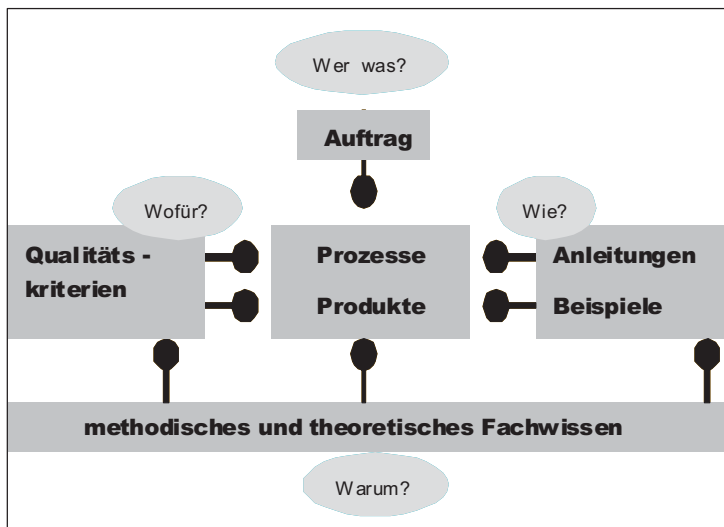 Wer was?
Auftrag
Wofür?
Wie?
Qualitäts -
kriterien
Prozesse
Produkte
Anleitungen
Beispiele
methodisches und theoretisches Fachwissen
Warum?